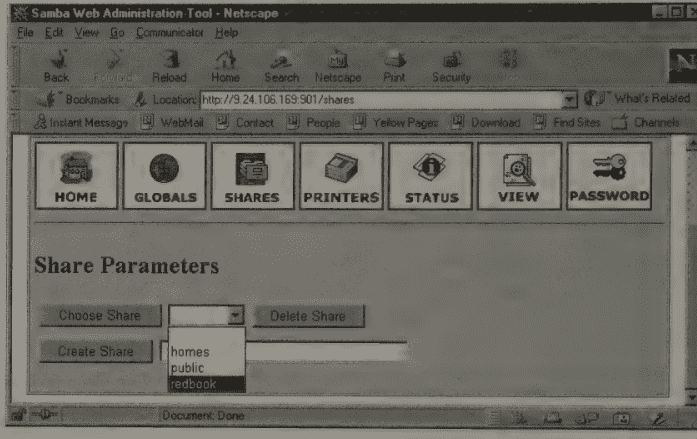 Samba Web Administration Tool - Netscape
File Edit View Go Communicator Help
Back Forward Reload Home Search Netscape Print Security
Bookmarks Location: http://9.24.106.169:901/shares What's Related
Instant Message WebMail Contact People Yellow Pages Download Find Sites Channels
HOME GLOBALS SHARES PRINTERS STATUS VIEW PASSWORD
Share Parameters
Choose Share Delete Share
Create Share
homes
public
redbook
Document: Done